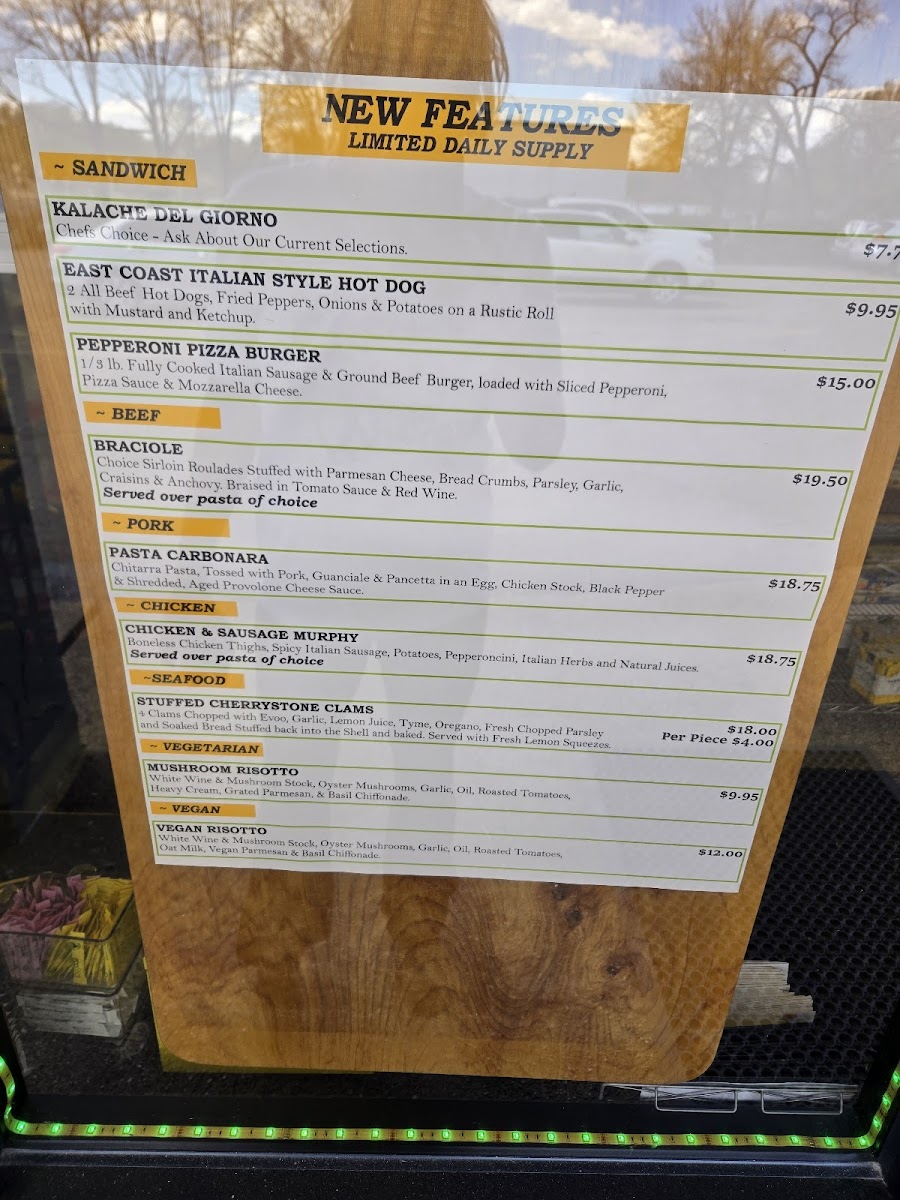 NEW FEATURES
LIMITED DAILY SUPPLY
~ SANDWICH
KALACHE DEL GIORNO
Chefs Choice - Ask About Our Current Selections.
$7.7
EAST COAST ITALIAN STYLE HOT DOG
2 All Beef Hot Dogs, Fried Peppers, Onions & Potatoes on a Rustic Roll
with Mustard and Ketchup.
$9.95
PEPPERONI PIZZA BURGER
1/3 lb. Fully Cooked Italian Sausage & Ground Beef Burger, loaded with Sliced Pepperoni,
Pizza Sauce & Mozzarella Cheese.
$15.00
~ BEEF
BRACIOLE
Choice Sirloin Roulades Stuffed with Parmesan Cheese, Bread Crumbs, Parsley, Garlic,
Craisins & Anchovy. Braised in Tomato Sauce & Red Wine.
Served over pasta of choice
$19.50
~ PORK
PASTA CARBONARA
Chitarra Pasta, Tossed with Pork, Guanciale & Pancetta in an Egg, Chicken Stock, Black Pepper
& Shredded, Aged Provolone Cheese Sauce.
$18.75
~ CHICKEN
CHICKEN & SAUSAGE MURPHY
Boneless Chicken Thighs, Spicy Italian Sausage, Potatoes, Pepperoncini, Italian Herbs and Natural Juices.
Served over pasta of choice
$18.75
~SEAFOOD
STUFFED CHERRYSTONE CLAMS
4 Clams Chopped with Evoo, Garlic, Lemon Juice, Tyme, Oregano, Fresh Chopped Parsley
and Soaked Bread Stuffed back into the Shell and baked. Served with Fresh Lemon Squeezes.
$18.00
Per Piece $4.00
~ VEGETARIAN
MUSHROOM RISOTTO
White Wine & Mushroom Stock, Oyster Mushrooms, Garlic, Oil, Roasted Tomatoes,
Heavy Cream, Grated Parmesan, & Basil Chiffonade.
$9.95
~ VEGAN
VEGAN RISOTTO
White Wine & Mushroom Stock, Oyster Mushrooms, Garlic, Oil, Roasted Tomatoes,
Oat Milk, Vegan Parmesan & Basil Chiffonade.
$12.00